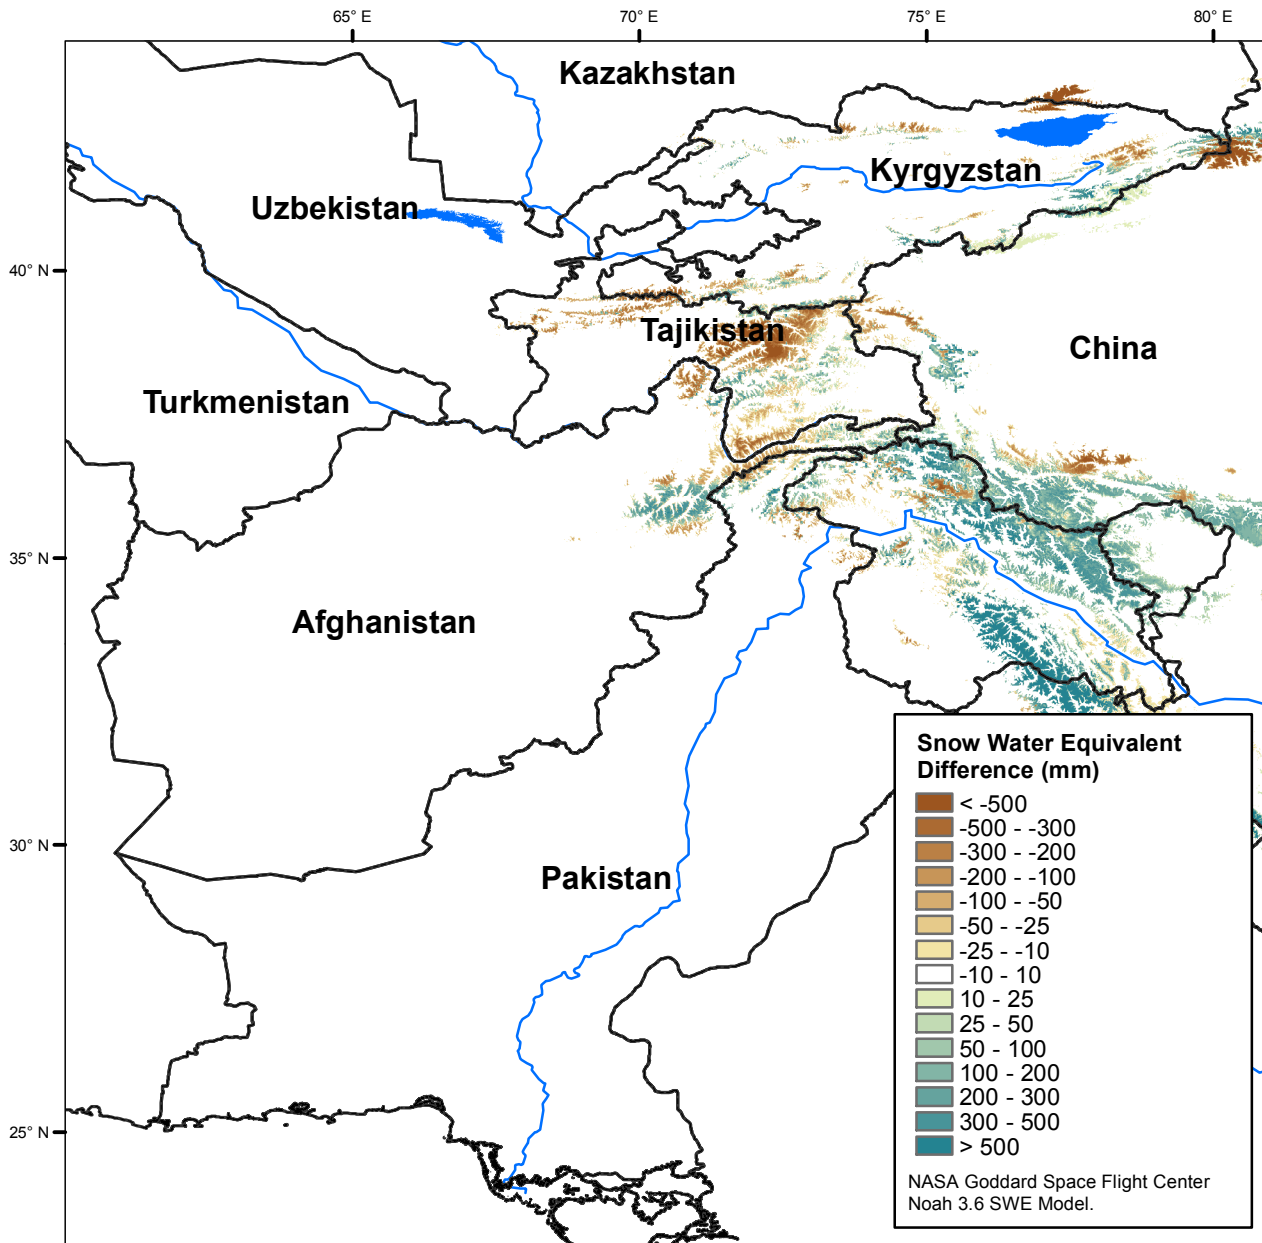 65° E
70° E
75° E
80° E
Kazakhstan
Kyrgyzstan
Uzbekistan
40° N
Tajikistan
China
Turkmenistan
35° N
Afghanistan
Snow Water Equivalent
Difference (mm)
< -500
-500 - -300
-300 - -200
-200 - -100
-100 - -50
-50 - -25
-25 - -10
-10 - 10
10 - 25
25 - 50
50 - 100
100 - 200
200 - 300
300 - 500
> 500
NASA Goddard Space Flight Center
Noah 3.6 SWE Model.
30° N
Pakistan
25° N